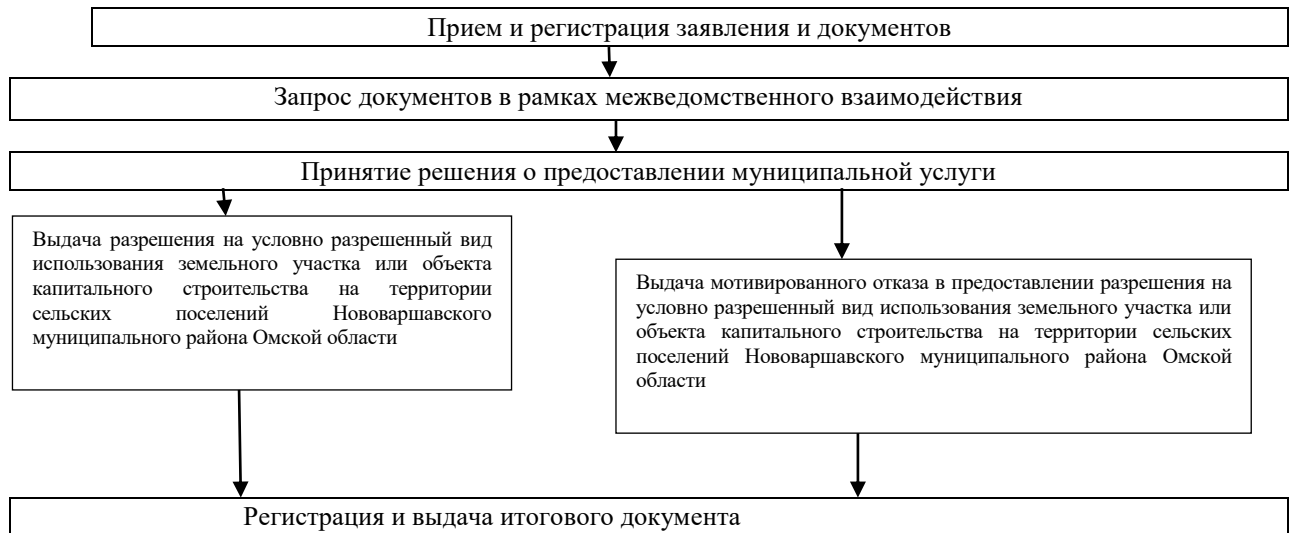 Прием и регистрация заявления и документов
Запрос документов в рамках межведомственного взаимодействия
Принятие решения о предоставлении муниципальной услуги
Выдача разрешения на условно разрешенный вид
использования земельного участка или объекта
капитального строительства на территории
сельских поселений Нововаршавского
муниципального района Омской области
Выдача мотивированного отказа в предоставлении разрешения на
условно разрешенный вид использования земельного участка или
объекта капитального строительства на территории сельских
поселений Нововаршавского муниципального района Омской
области
Регистрация и выдача итогового документа